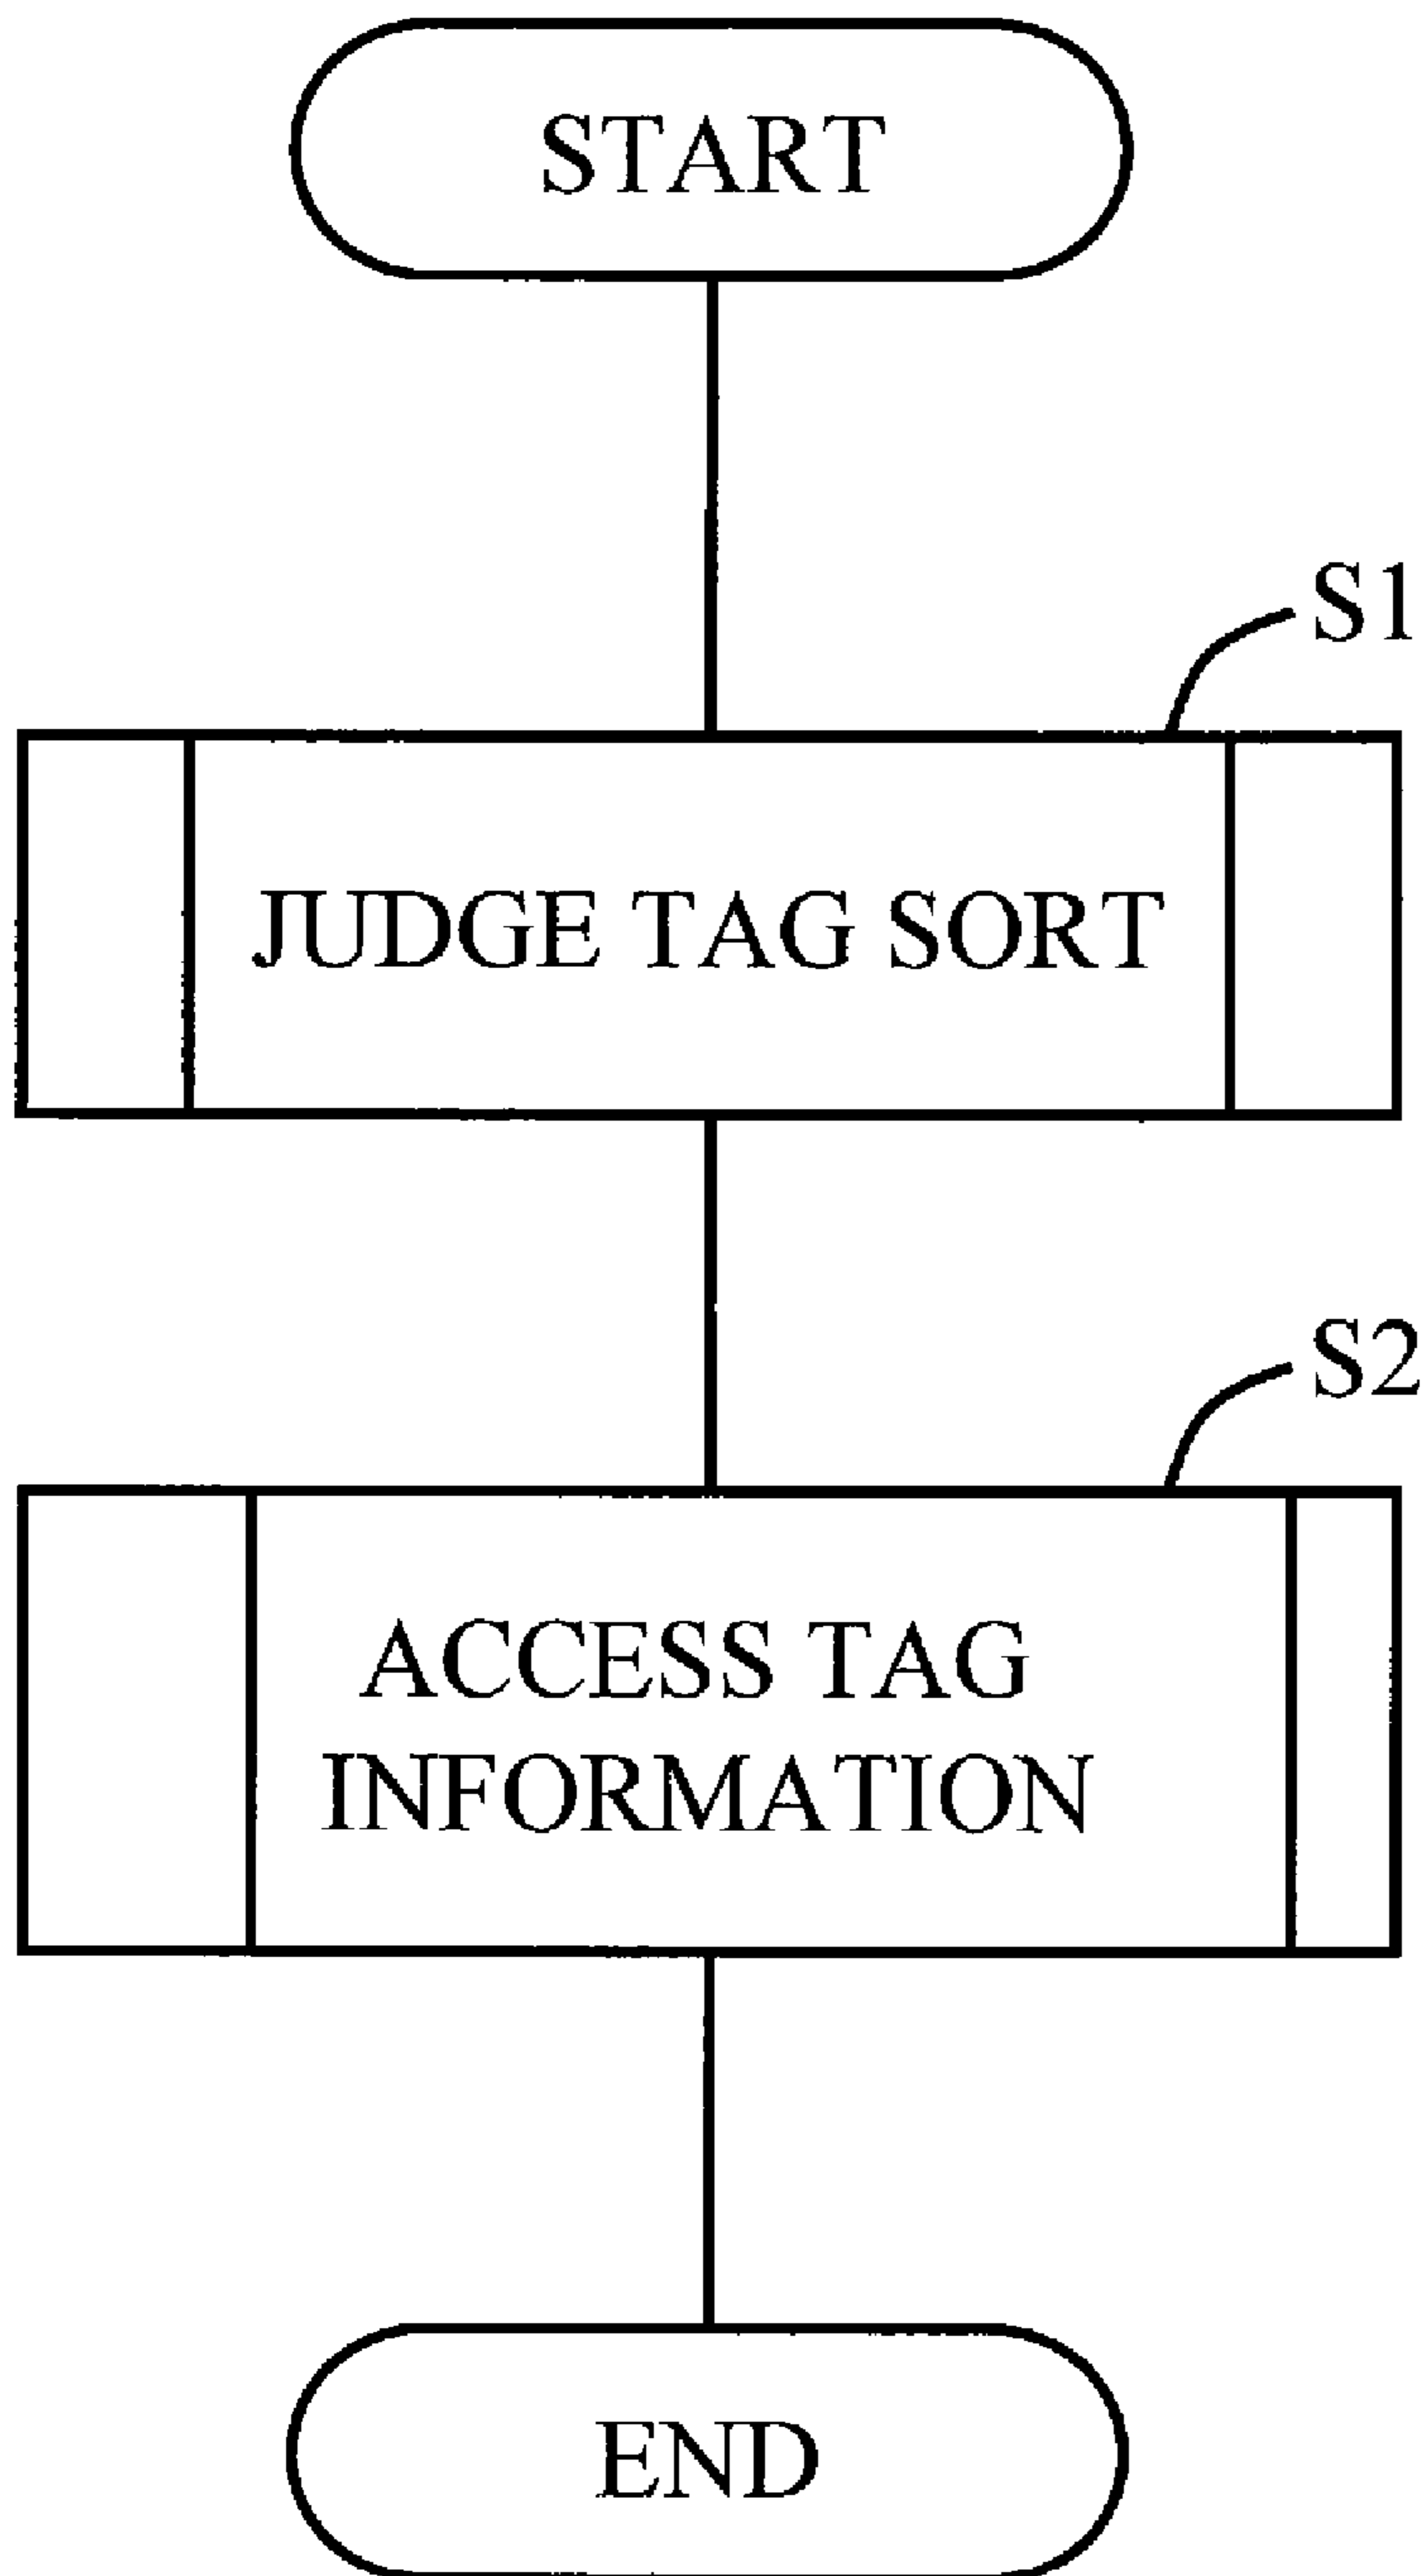 START
S1
JUDGE TAG SORT
S2
ACCESS TAG
INFORMATION
END